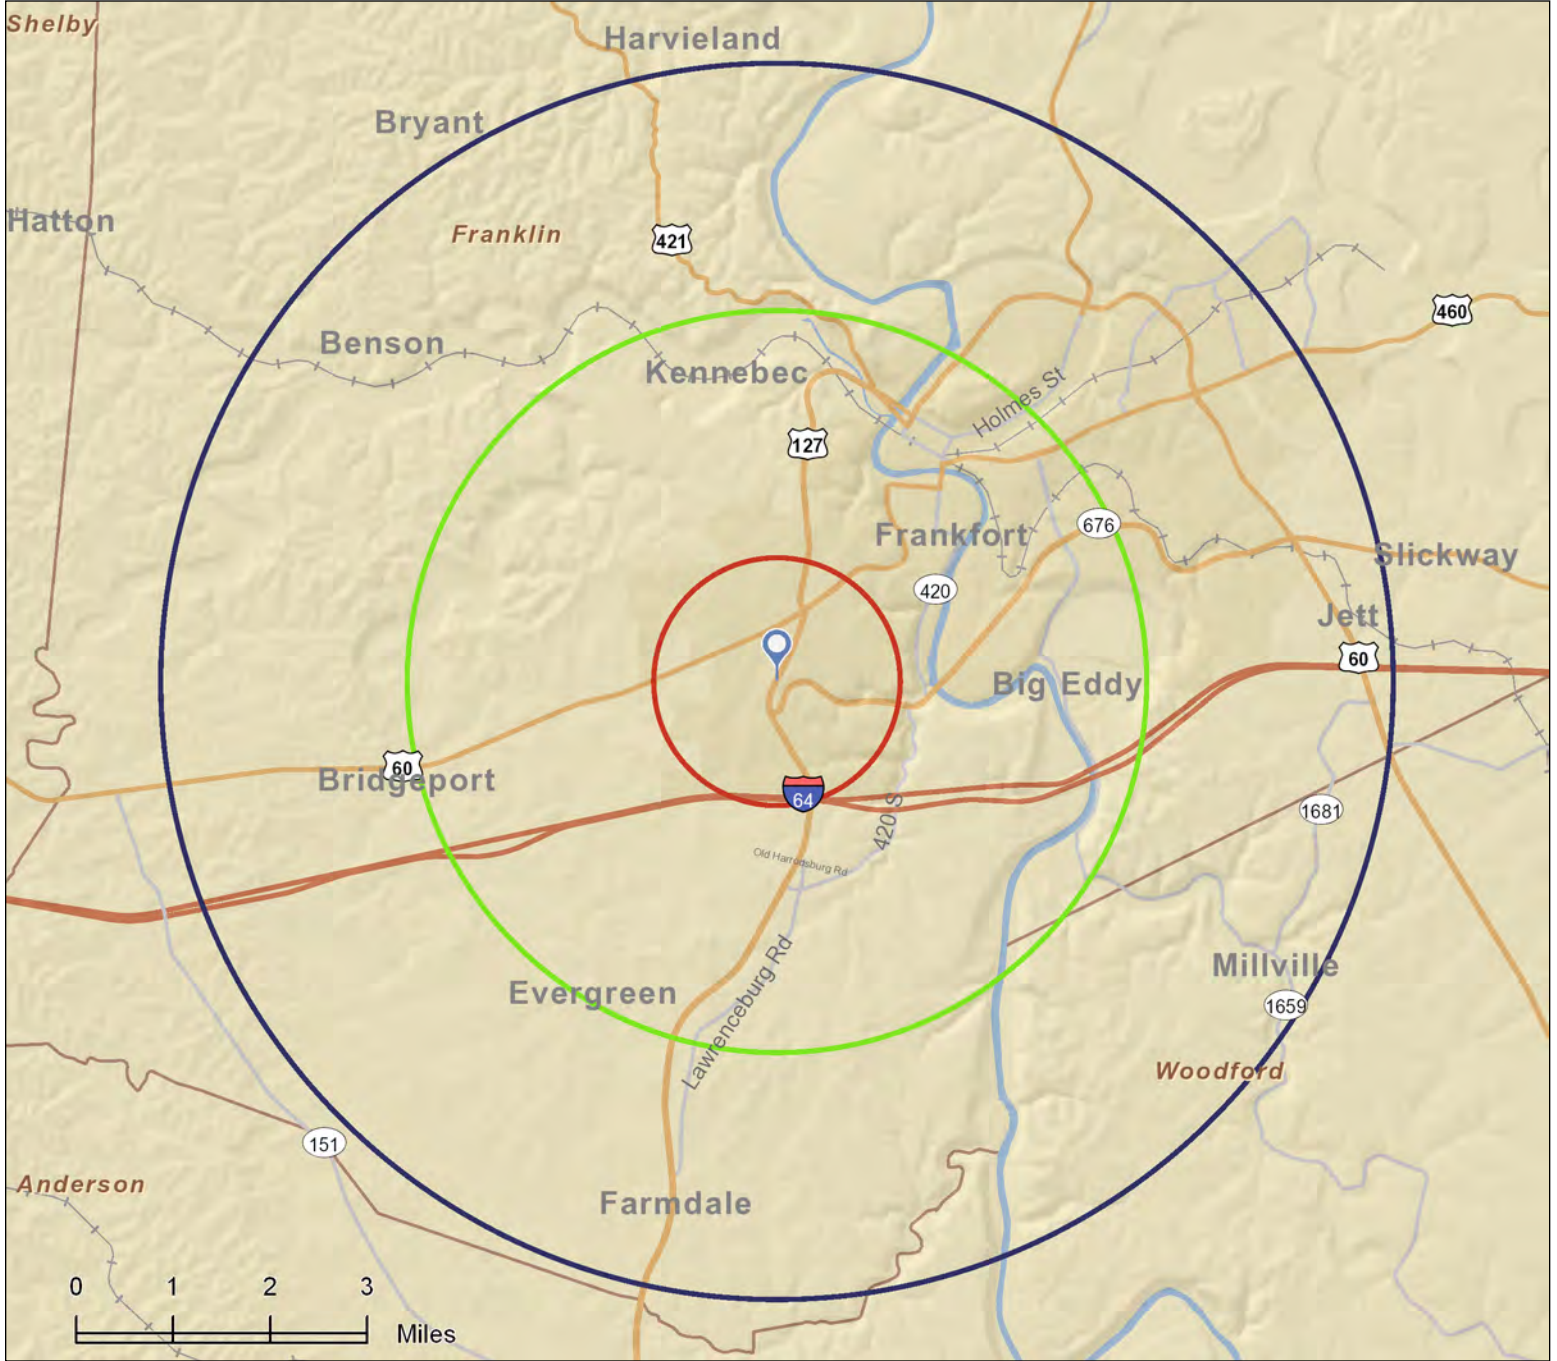 Shelby
Harvieland
Bryant
Hatton
Franklin
421
460
Benson
Kennebec
Holmes St
127
676
Frankfort
Slickway
420
Jett
60
Big Eddy
60
Bridgeport
64
1681
420 S
Old Harrodsburg Rd
Millville
Evergreen
1659
Lawrenceburg Rd
Woodford
151
Anderson
Farmdale
0 1 2 3
Miles